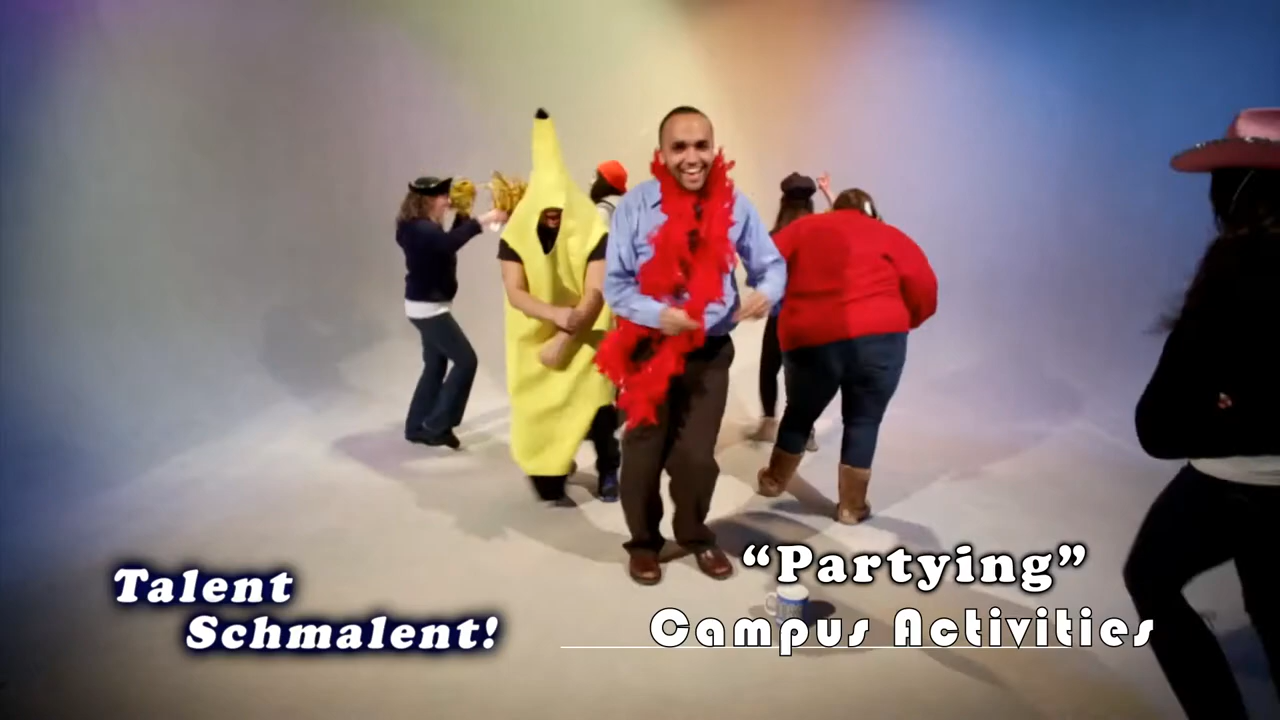 Talent
Schmalent!
“Partying”
Campus Activities